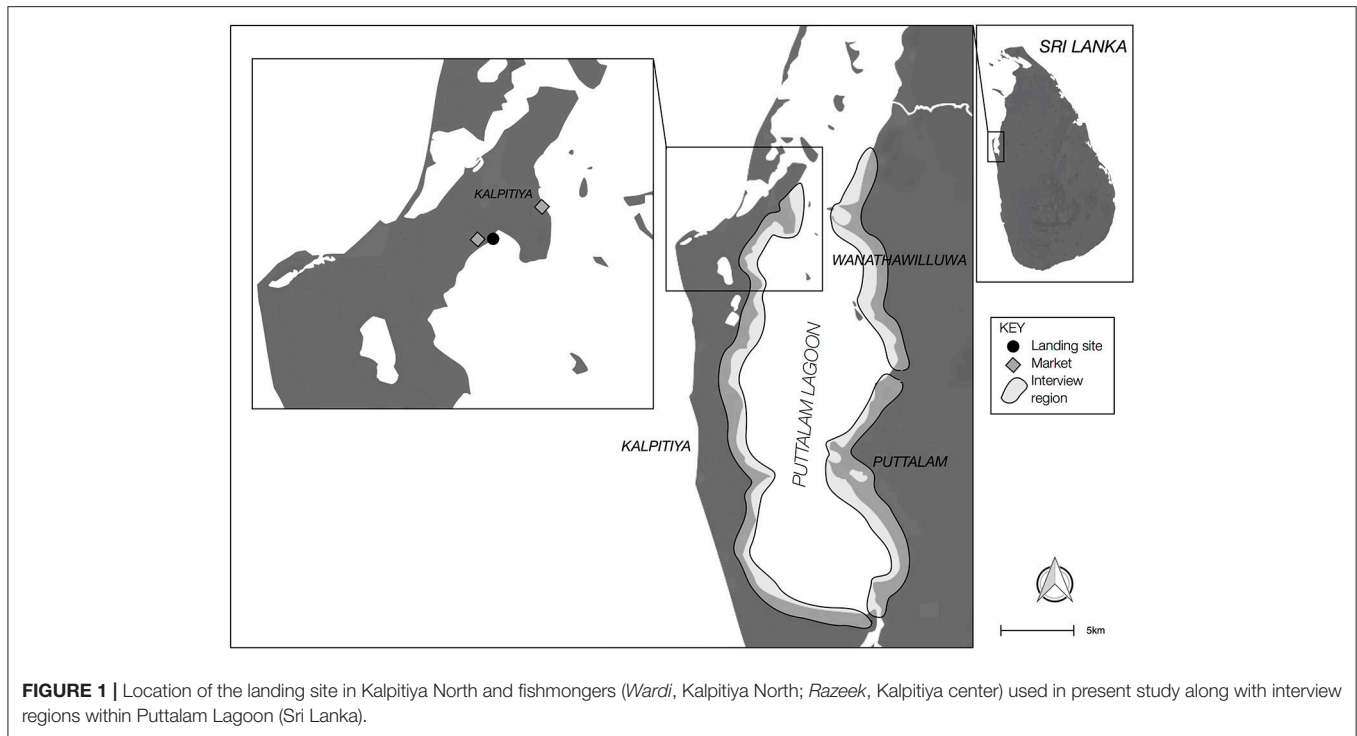 SRI LANKA
KALPITIYA
WANATHAWILLUWA
PUTTALAM LAGOON
KALPITIYA
PUTTALAM
KEY
Landing site
Market
Interview
region
5km
FIGURE 1 | Location of the landing site in Kalpitiya North and fishmongers (Wardi, Kalpitiya North; Razeek, Kalpitiya center) used in present study along with interview
regions within Puttalam Lagoon (Sri Lanka).